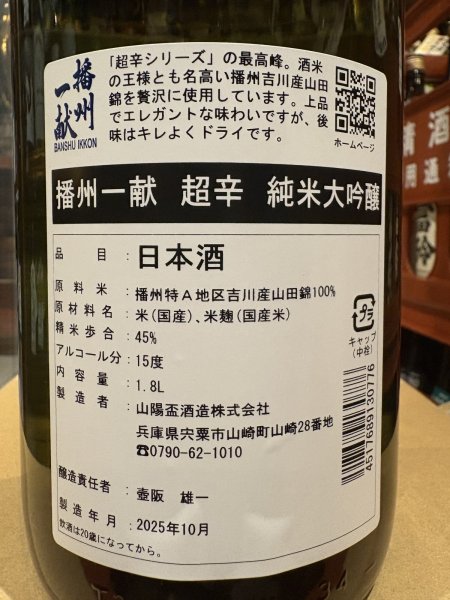 播州
一献
BANSHU IKKON
「超辛シリーズ」の最高峰。酒米
の王様とも名高い播州吉川産山田
錦を贅沢に使用しています。上品
でエレガントな味わいですが、後
味はキレよくドライです。
ホームページ
播州一献 超辛 純米大吟醸
品目：日本酒
原料米：播州特A地区吉川産山田錦100%
原材料名：米(国産)、米麹(国産米)
精米歩合：45%
アルコール分：15度
内容量：1.8L
製造者：山陽盃酒造株式会社
兵庫県宍粟市山崎町山崎28番地
☎0790-62-1010
醸造責任者：壺阪 雄一
製造年月：2025年10月
飲酒は20歳になってから。
プラ
キャップ
(中栓)
4517689130776
清酒